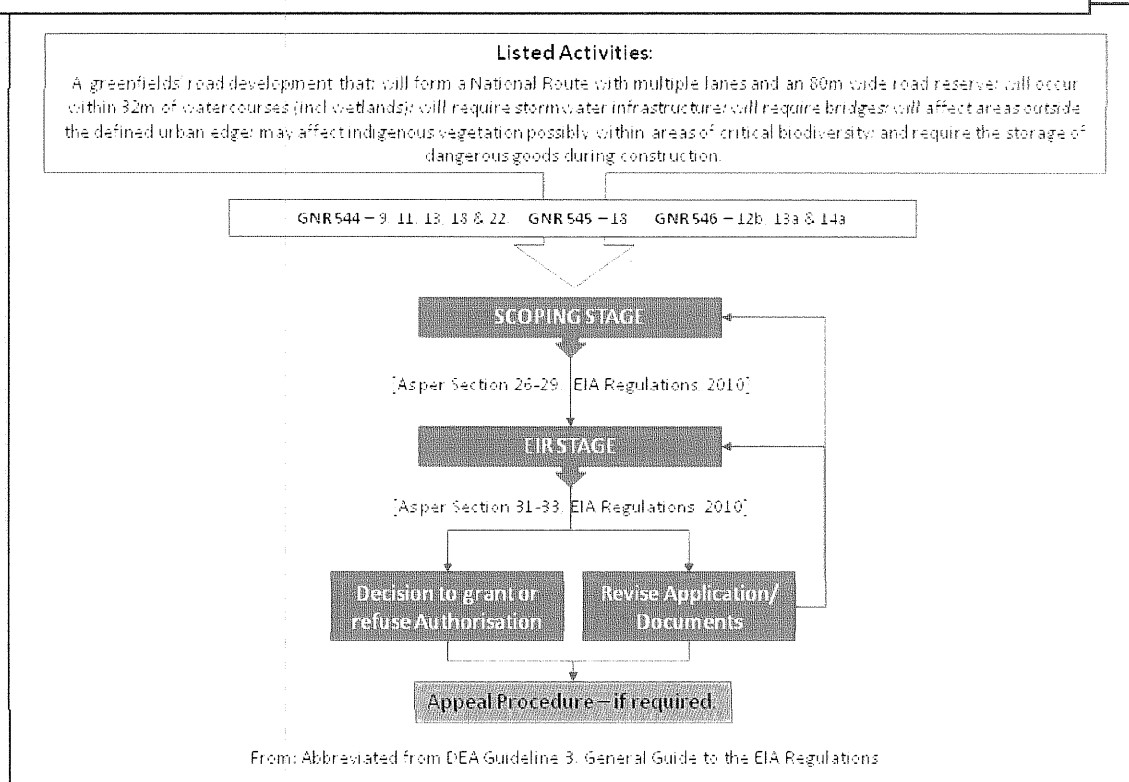 Listed Activities:
A greenfields' road development that: will form a National Route with multiple lanes and an 80m wide road reserve; will occur
within 32m of watercourses (incl wetlands); will require stormwater infrastructure; will require bridges; will affect areas outside
the defined urban edge; may affect indigenous vegetation possibly within areas of critical biodiversity; and require the storage of
dangerous goods during construction.
GNR 544 – 9, 11, 13, 18 & 22 GNR 545 – 18 GNR 546 – 12b, 13a & 14a
SCOPING STAGE
[As per Section 26-29, EIA Regulations, 2010]
EIR STAGE
[As per Section 31-33, EIA Regulations, 2010]
Decision to grant or
refuse Authorisation
Revise Application/
Documents
Appeal Procedure – if required.
From: Abbreviated from DEA Guideline 3, General Guide to the EIA Regulations